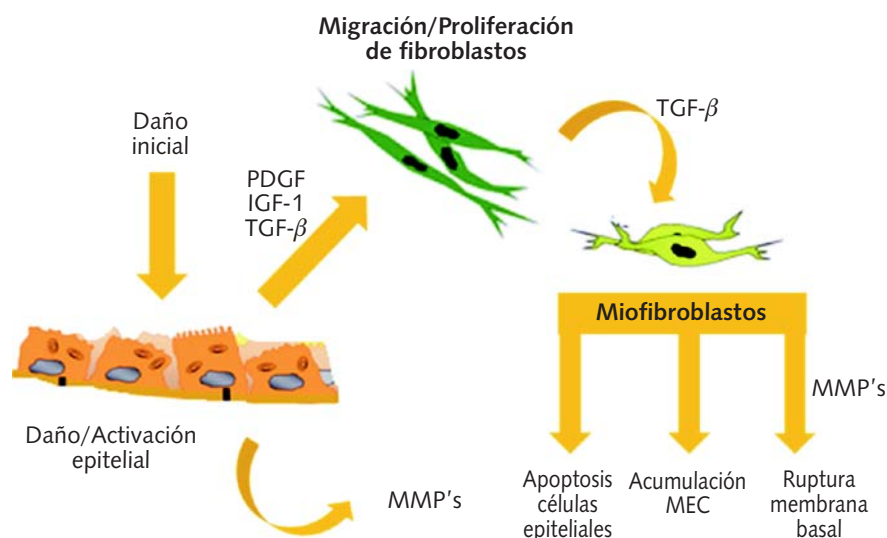 Migración/Proliferación
de fibroblastos
Daño
inicial
PDGF
IGF-1
TGF-β
TGF-β
Miofibroblastos
MMP's
Daño/Activación
epitelial
MMP's
Apoptosis
células
epiteliales
Acumulación
MEC
Ruptura
membrana
basal